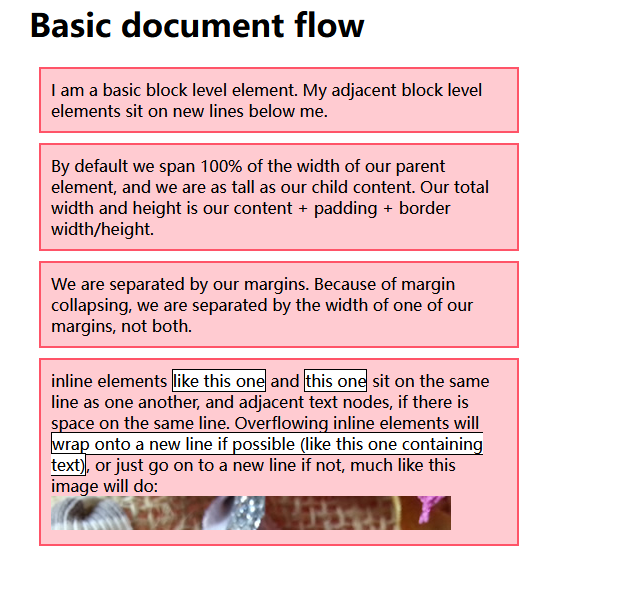 Basic document flow
I am a basic block level element. My adjacent block level
elements sit on new lines below me.
By default we span 100% of the width of our parent
element, and we are as tall as our child content. Our total
width and height is our content + padding + border
width/height.
We are separated by our margins. Because of margin
collapsing, we are separated by the width of one of our
margins, not both.
inline elements like this one and this one sit on the same
line as one another, and adjacent text nodes, if there is
space on the same line. Overflowing inline elements will
wrap onto a new line if possible (like this one containing
text), or just go on to a new line if not, much like this
image will do: